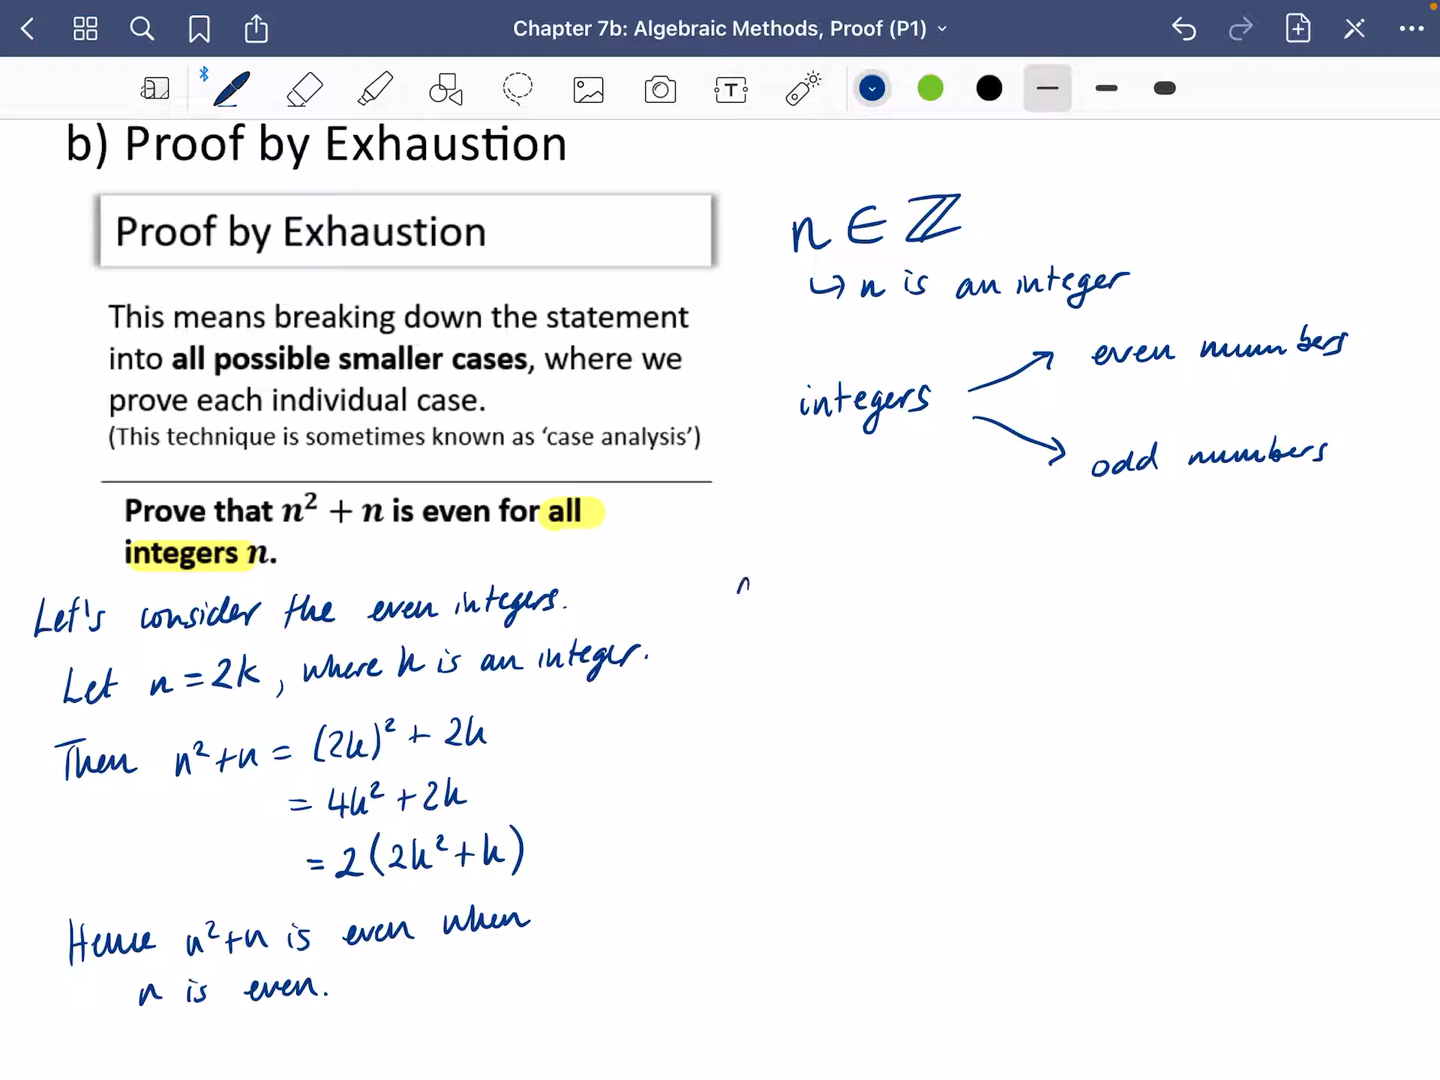 Chapter 7b: Algebraic Methods, Proof (P1)
b) Proof by Exhaustion
Proof by Exhaustion
This means breaking down the statement
into all possible smaller cases, where we
prove each individual case.
(This technique is sometimes known as ‘case analysis’)
Prove that n² + n is even for all
integers n.
Let's consider the even integers.
Let n = 2k, where k is an integer.
Then n² + n = (2k)² + 2k
= 4k² + 2k
= 2(2k² + k)
Hence n² + n is even when
n is even.
n ∈ ℤ
↪ n is an integer
integers
even numbers
odd numbers